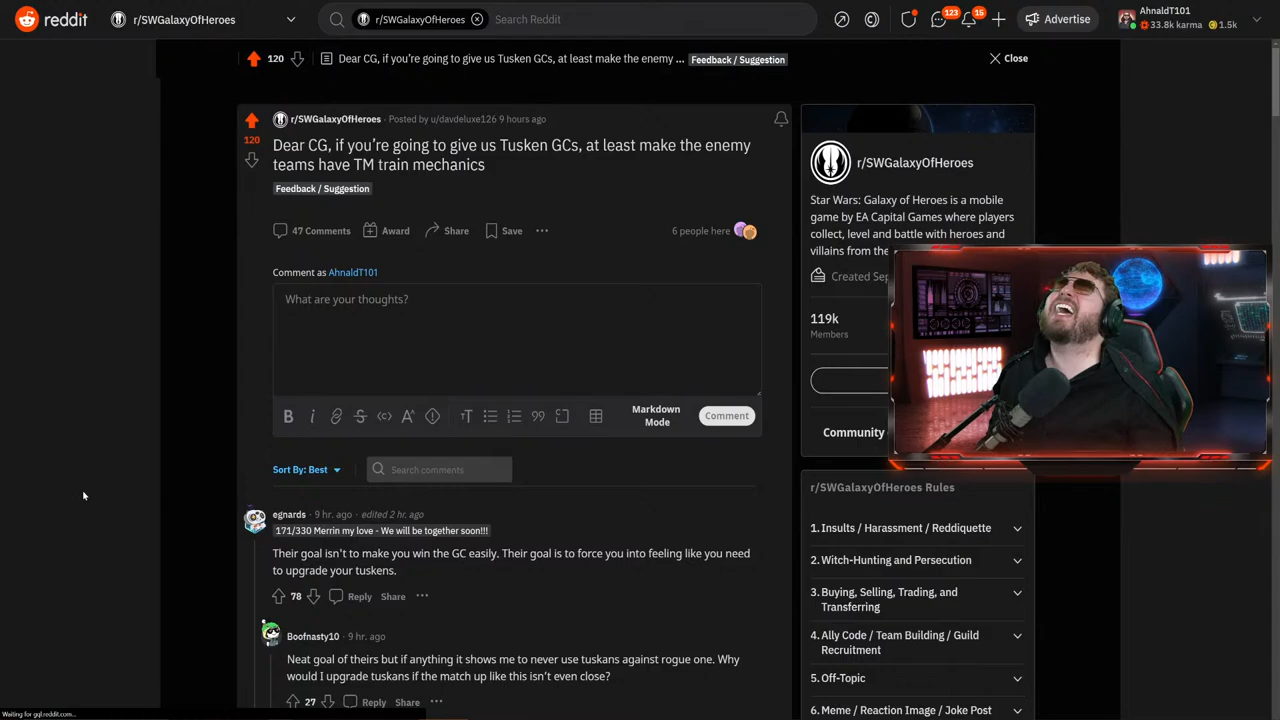 reddit
r/SWGalaxyOfHeroes
r/SWGalaxyOfHeroes
Search Reddit
123
15
Advertise
AhnaldT101
33.8k karma
1.5k
120
Dear CG, if you're going to give us Tusken GCs, at least make the enemy ...
Feedback / Suggestion
Close
120
r/SWGalaxyOfHeroes · Posted by u/davdeluxe126 9 hours ago
Dear CG, if you're going to give us Tusken GCs, at least make the enemy
teams have TM train mechanics
Feedback / Suggestion
47 Comments
Award
Share
Save
6 people here
Comment as AhnaldT101
What are your thoughts?
Markdown
Mode
Comment
Sort By: Best
Search comments
egnards · 9 hr. ago · edited 2 hr. ago
171/330 Merrin my love - We will be together soon!!!
Their goal isn't to make you win the GC easily. Their goal is to force you into feeling like you need
to upgrade your tuskens.
78
Reply
Share
Boofnasty10 · 9 hr. ago
Neat goal of theirs but if anything it shows me to never use tuskans against rogue one. Why
would I upgrade tuskans if the match up like this isn't even close?
27
Reply
Share
r/SWGalaxyOfHeroes
Star Wars: Galaxy of Heroes is a mobile
game by EA Capital Games where players
collect, level and battle with heroes and
villains from the
Created Sep
119k
Members
Community
r/SWGalaxyOfHeroes Rules
1. Insults / Harassment / Reddiquette
2. Witch-Hunting and Persecution
3. Buying, Selling, Trading, and
Transferring
4. Ally Code / Team Building / Guild
Recruitment
5. Off-Topic
6. Meme / Reaction Image / Joke Post
Waiting for gql.reddit.com...